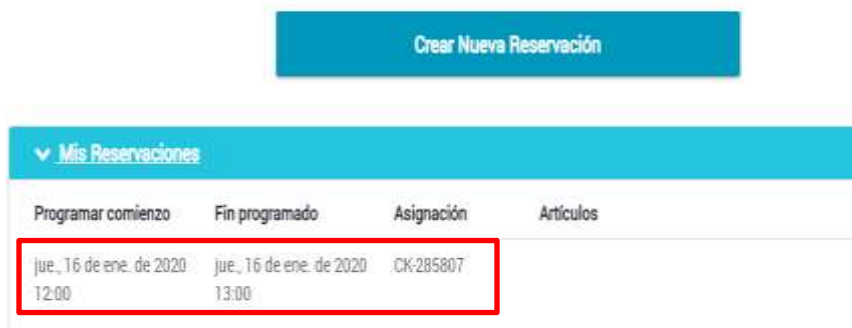 Crear Nueva Reservación
Mis Reservaciones
Programar comienzo Fin programado Asignación Artículos
jue., 16 de ene. de 2020 jue., 16 de ene. de 2020 CK-285807
12:00 13:00